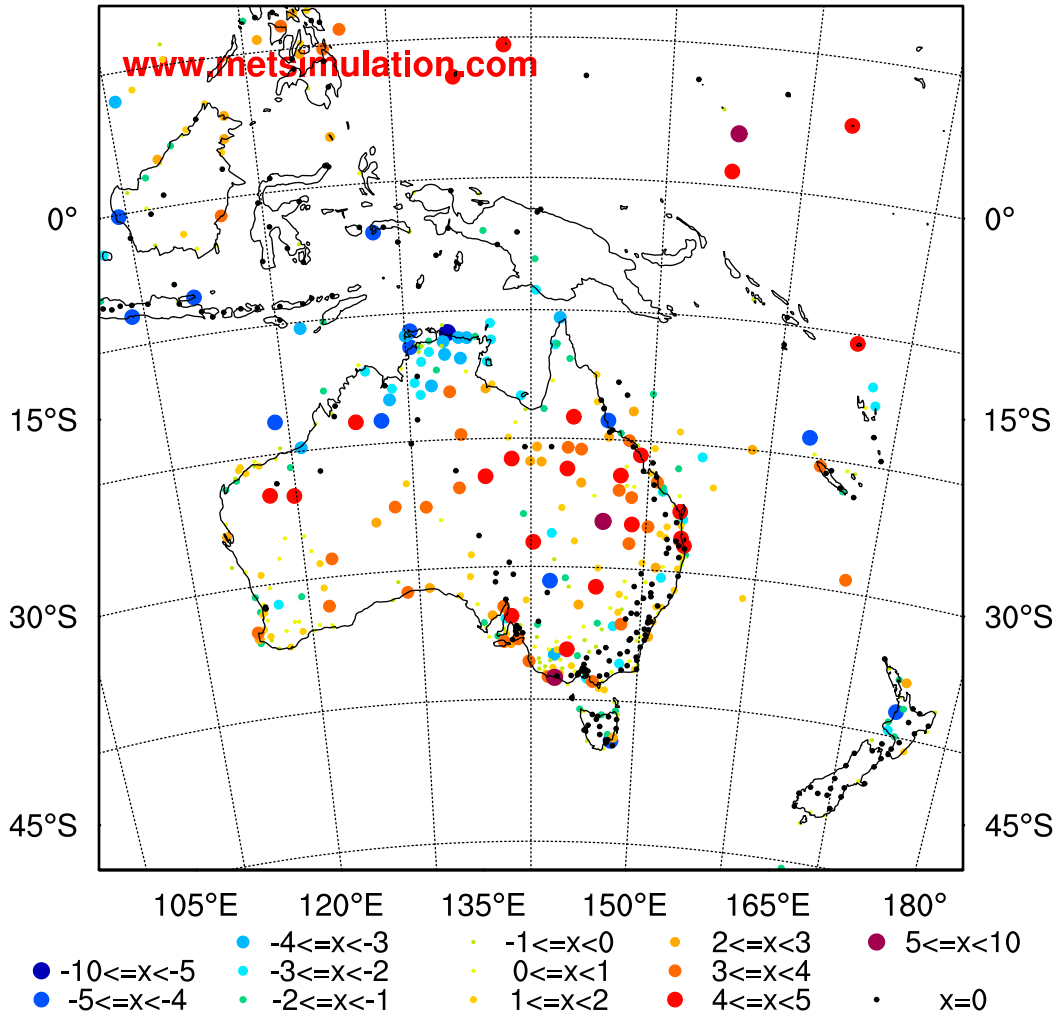 www.metsimulation.com
0° 0°
15°S 15°S
30°S 30°S
45°S 45°S
105°E 120°E 135°E 150°E 165°E 180°
-4<=x<-3 -1<=x<0 2<=x<3 5<=x<10
-10<=x<-5 -3<=x<-2 0<=x<1 3<=x<4
-5<=x<-4 -2<=x<-1 1<=x<2 4<=x<5 x=0